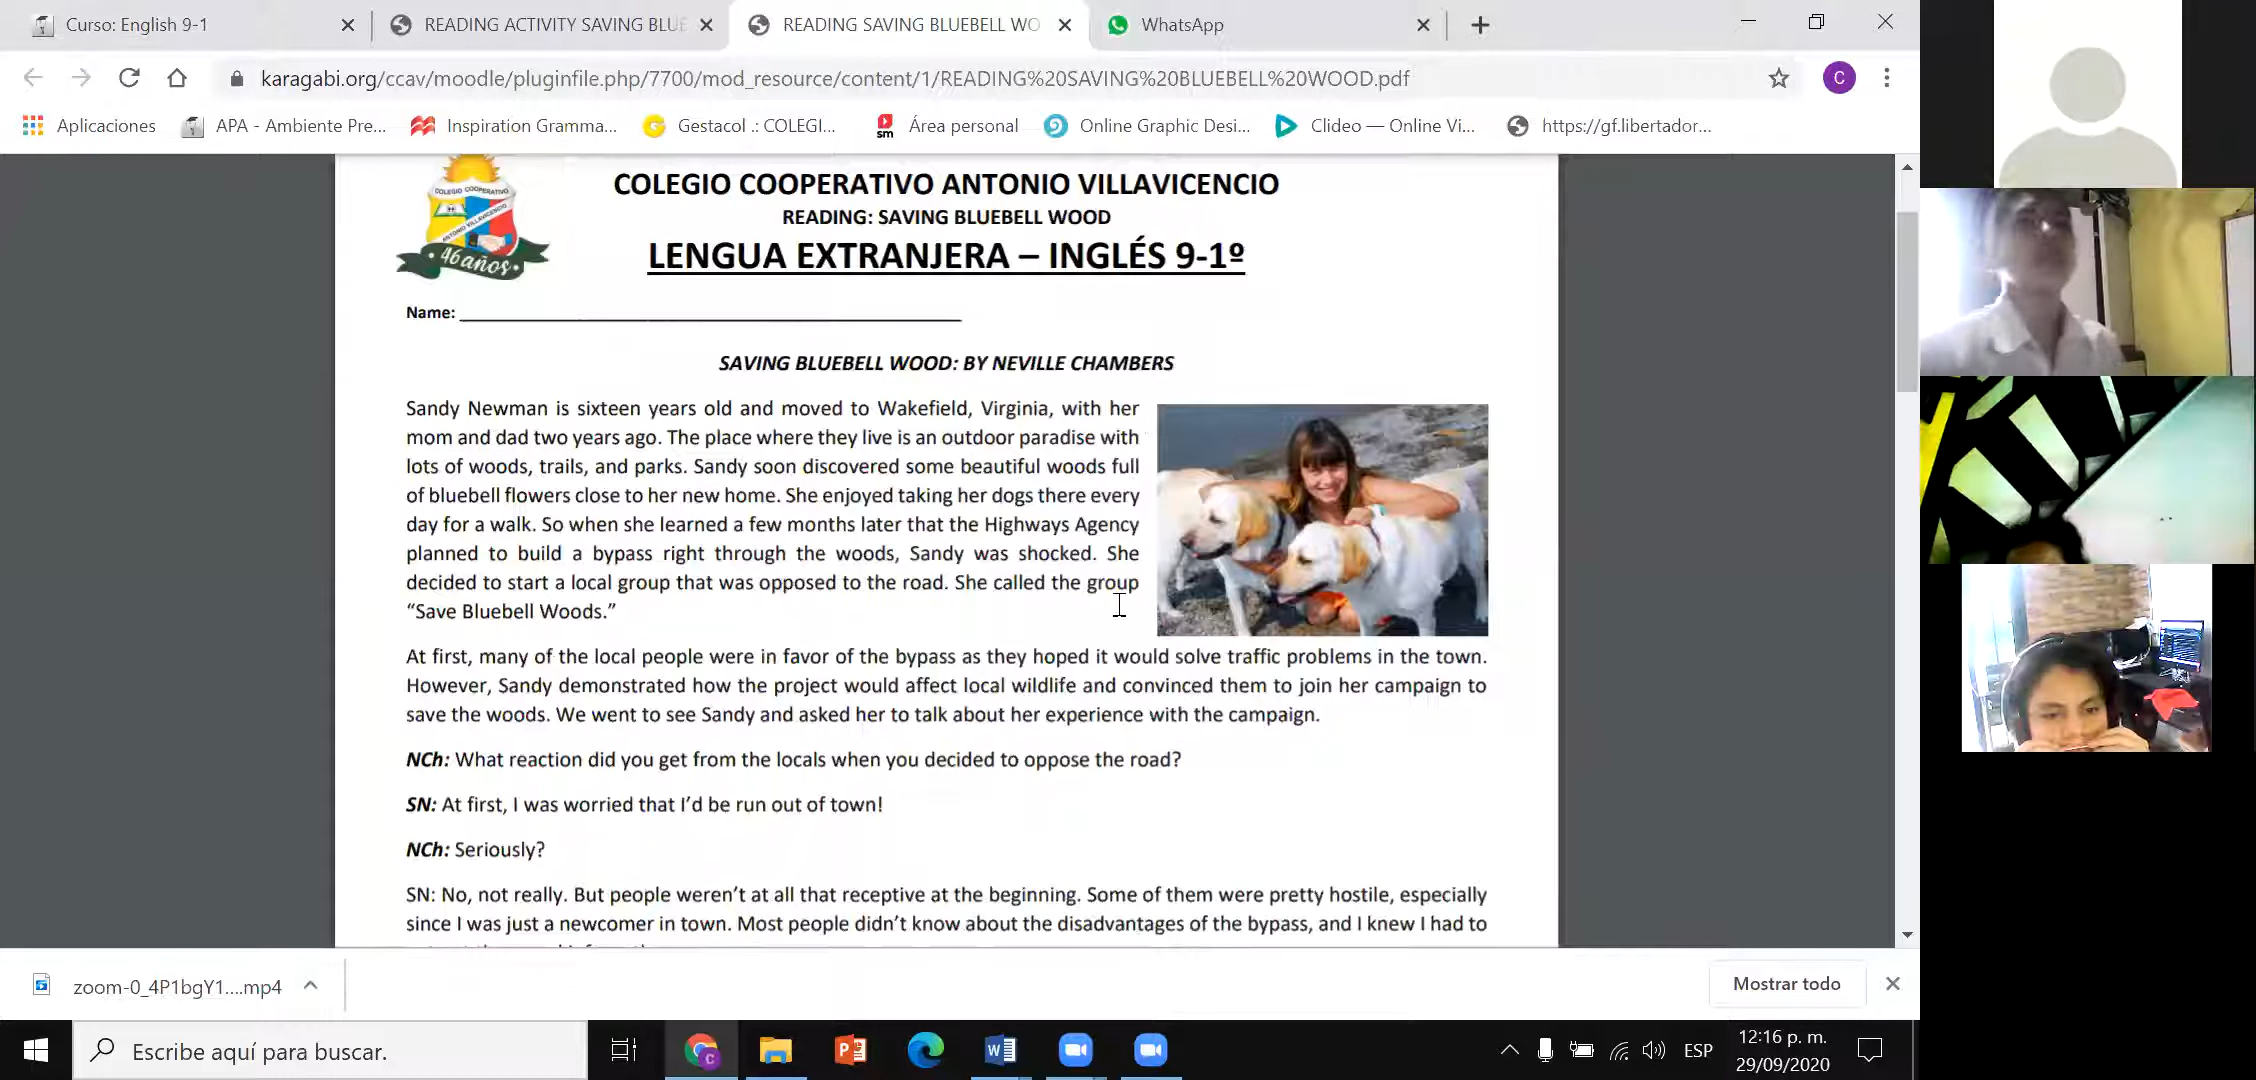 Curso: English 9-1
READING ACTIVITY SAVING BLUE
READING SAVING BLUEBELL WO
WhatsApp
karagabi.org/ccav/moodle/pluginfile.php/7700/mod_resource/content/1/READING%20SAVING%20BLUEBELL%20WOOD.pdf
C
Aplicaciones
APA - Ambiente Pre...
Inspiration Gramma...
Gestacol .: COLEGI...
sm
Área personal
Online Graphic Desi...
Clideo — Online Vi...
https://gf.libertador...
COLEGIO COOPERATIVO
ANTONIO VILLAVICENCIO
46 años
COLEGIO COOPERATIVO ANTONIO VILLAVICENCIO
READING: SAVING BLUEBELL WOOD
LENGUA EXTRANJERA – INGLÉS 9-1º
Name:
SAVING BLUEBELL WOOD: BY NEVILLE CHAMBERS
Sandy Newman is sixteen years old and moved to Wakefield, Virginia, with her
mom and dad two years ago. The place where they live is an outdoor paradise with
lots of woods, trails, and parks. Sandy soon discovered some beautiful woods full
of bluebell flowers close to her new home. She enjoyed taking her dogs there every
day for a walk. So when she learned a few months later that the Highways Agency
planned to build a bypass right through the woods, Sandy was shocked. She
decided to start a local group that was opposed to the road. She called the group
“Save Bluebell Woods.”
At first, many of the local people were in favor of the bypass as they hoped it would solve traffic problems in the town.
However, Sandy demonstrated how the project would affect local wildlife and convinced them to join her campaign to
save the woods. We went to see Sandy and asked her to talk about her experience with the campaign.
NCh: What reaction did you get from the locals when you decided to oppose the road?
SN: At first, I was worried that I’d be run out of town!
NCh: Seriously?
SN: No, not really. But people weren’t at all that receptive at the beginning. Some of them were pretty hostile, especially
since I was just a newcomer in town. Most people didn’t know about the disadvantages of the bypass, and I knew I had to
zoom-0_4P1bgY1....mp4
Mostrar todo
Escribe aquí para buscar.
ESP
12:16 p. m.
29/09/2020